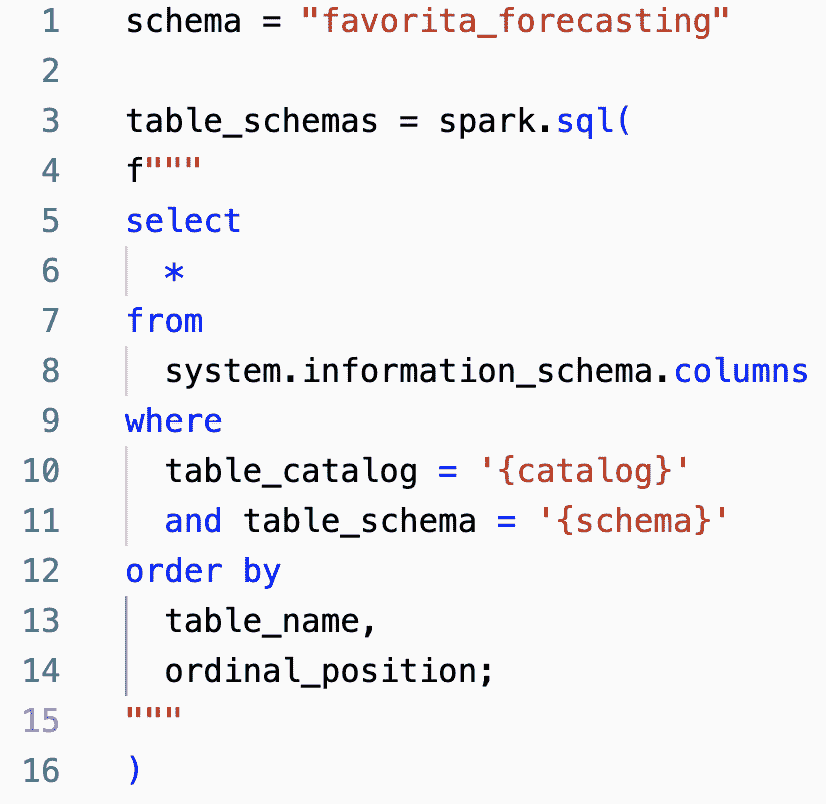 1 schema = "favorita_forecasting"
2
3 table_schemas = spark.sql(
4 f"""
5 select
6   *
7 from
8   system.information_schema.columns
9 where
10   table_catalog = '{catalog}'
11   and table_schema = '{schema}'
12 order by
13   table_name,
14   ordinal_position;
15 """
16 )